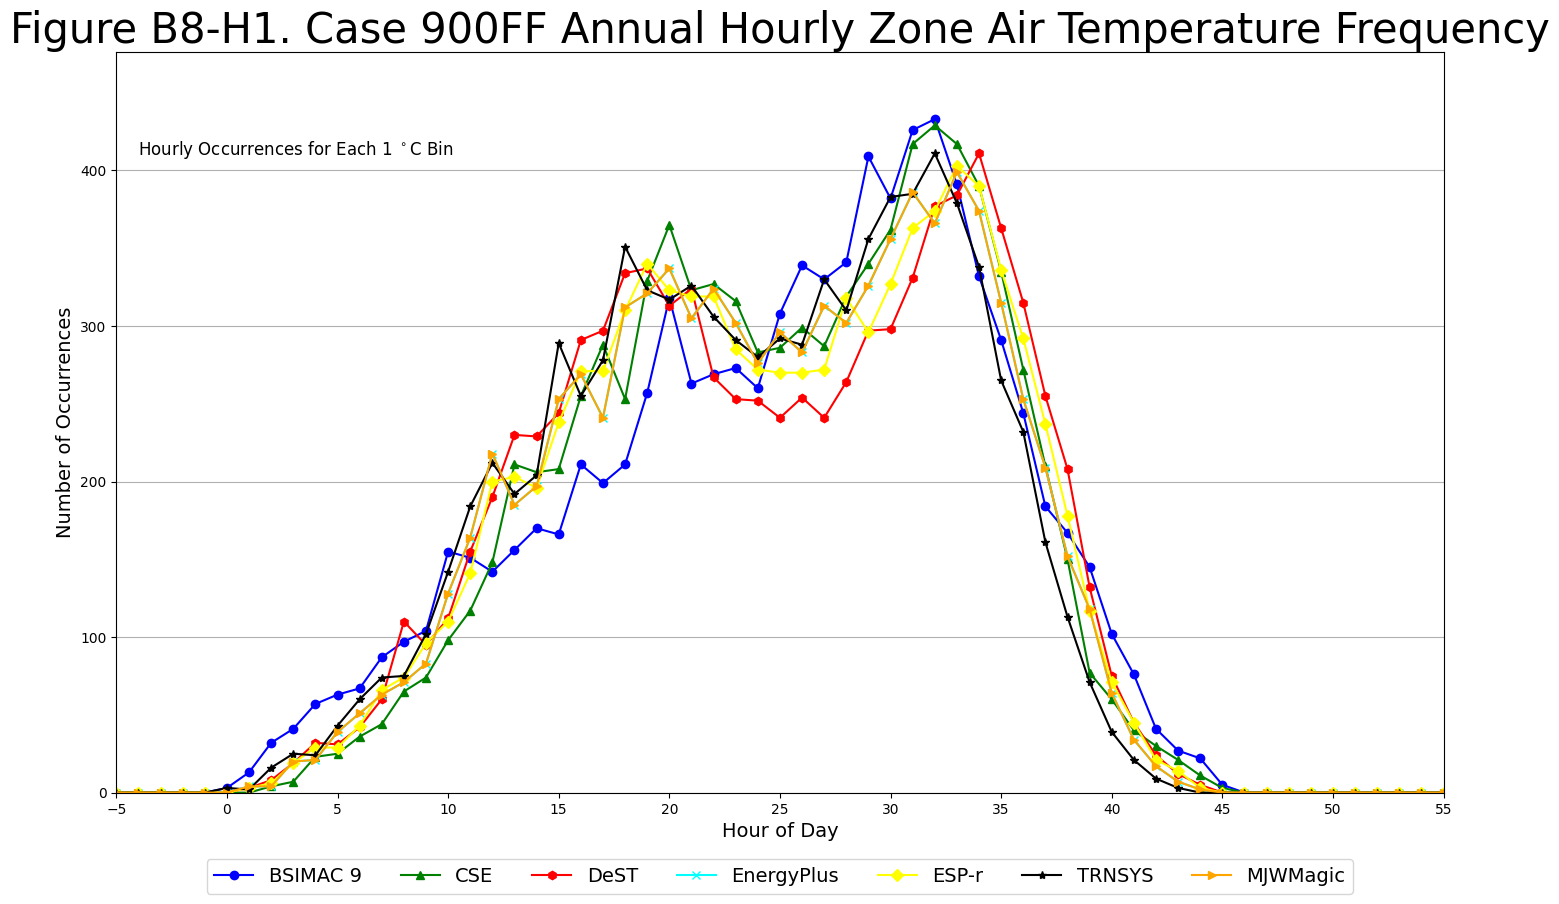 Figure B8-H1. Case 900FF Annual Hourly Zone Air Temperature Frequency
Hourly Occurrences for Each 1 °C Bin
Number of Occurrences
400
300
200
100
0
−5 0 5 10 15 20 25 30 35 40 45 50 55
Hour of Day
BSIMAC 9 CSE DeST EnergyPlus ESP-r TRNSYS MJWMagic